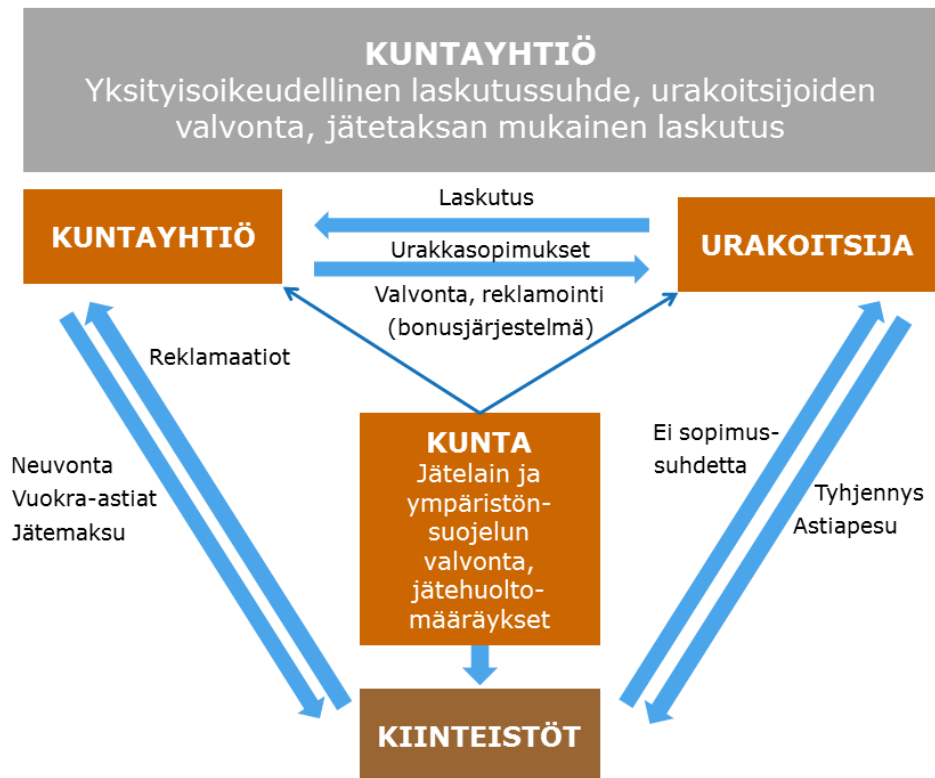 KUNTAYHTIÖ
Yksityisoikeudellinen laskutussuhde, urakoitsijoiden
valvonta, jätetaksan mukainen laskutus
Laskutus
KUNTAYHTIÖ
URAKOITSIJA
Urakkasopimukset
Valvonta, reklamointi
(bonusjärjestelmä)
Reklamaatiot
Neuvonta
Vuokra-astiat
Jätemaksu
KUNTA
Jätelain ja
ympäristön-
suojelun
valvonta,
jätehuolto-
määräykset
Ei sopimus-
suhdetta
Tyhjennys
Astiapesu
KIINTEISTÖT